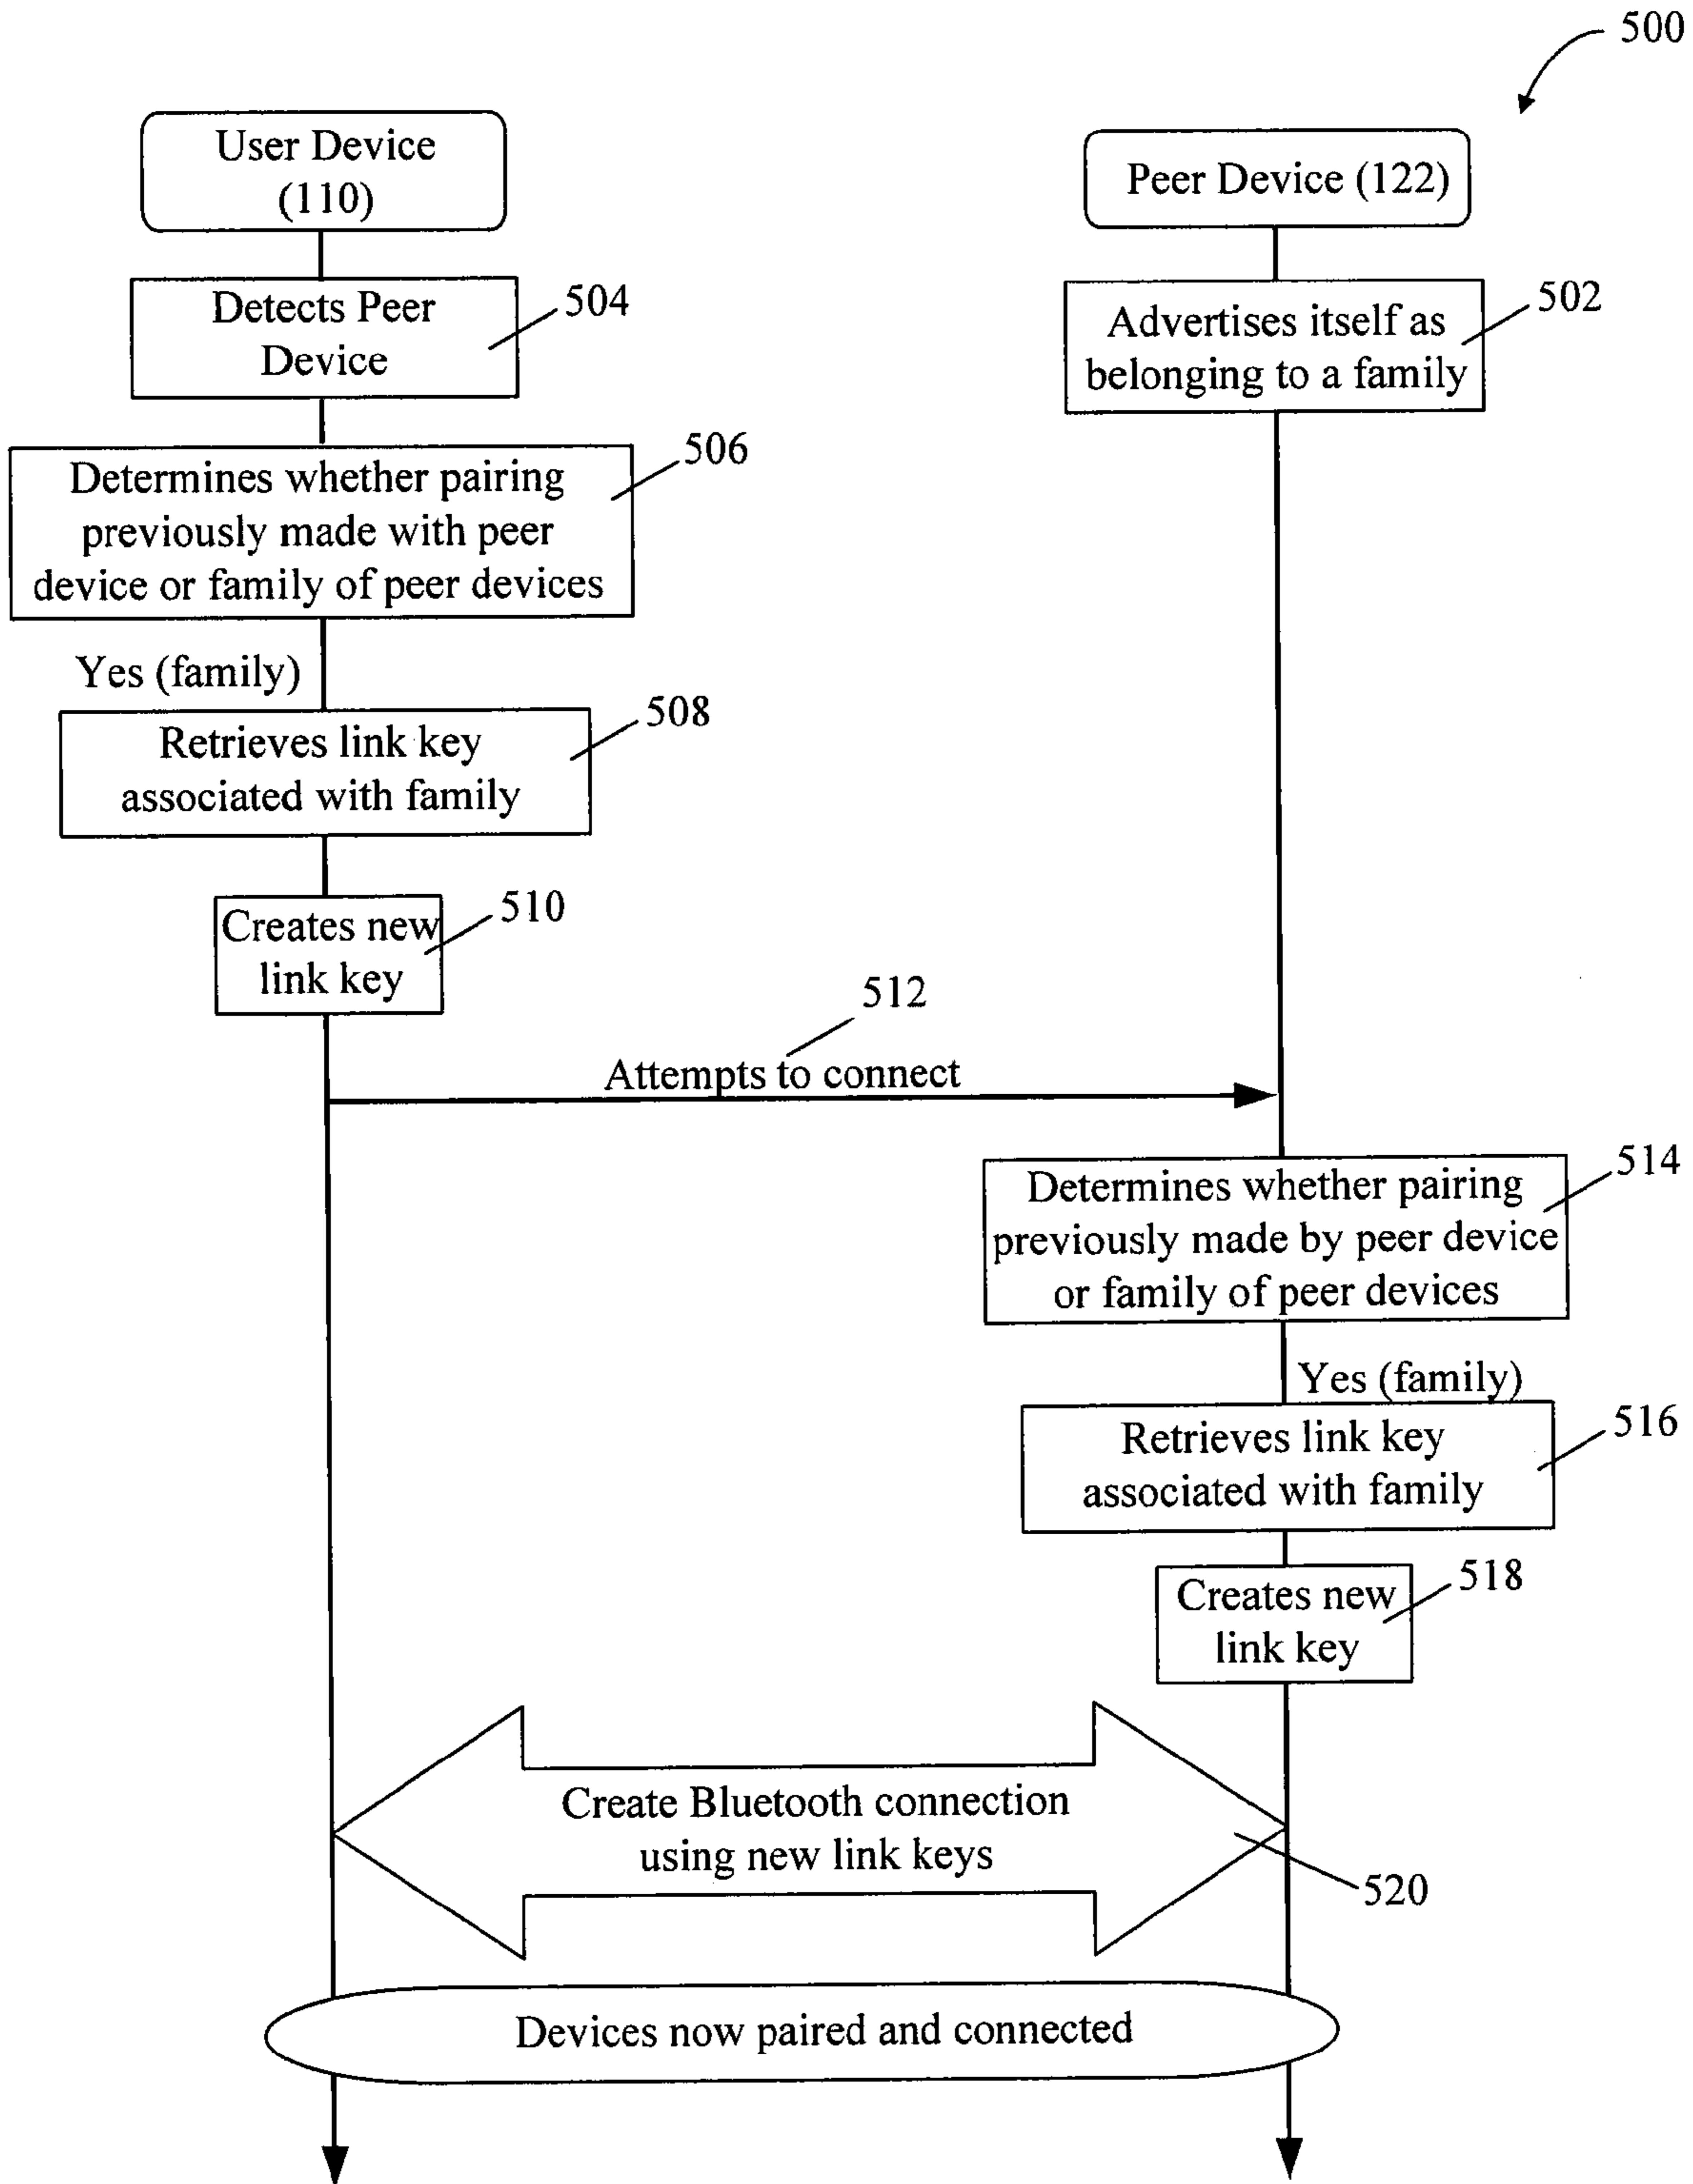 500
User Device
(110)
Peer Device (122)
Detects Peer
Device
504
Advertises itself as
belonging to a family
502
Determines whether pairing
previously made with peer
device or family of peer devices
506
Yes (family)
Retrieves link key
associated with family
508
Creates new
link key
510
512
Attempts to connect
Determines whether pairing
previously made by peer device
or family of peer devices
514
Yes (family)
Retrieves link key
associated with family
516
Creates new
link key
518
Create Bluetooth connection
using new link keys
520
Devices now paired and connected